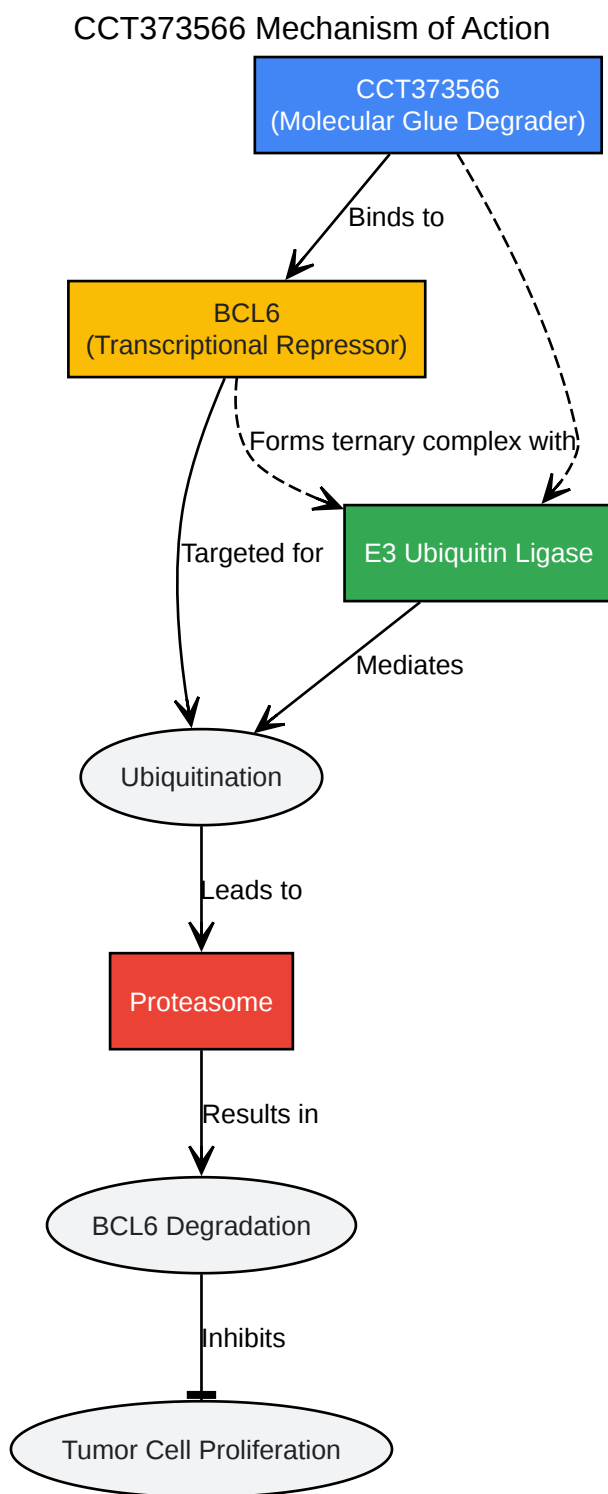 CCT373566 Mechanism of Action
CCT373566
(Molecular Glue Degrader)
Binds to
BCL6
(Transcriptional Repressor)
Forms ternary complex with
Targeted for
E3 Ubiquitin Ligase
Mediates
Ubiquitination
Leads to
Proteasome
Results in
BCL6 Degradation
Inhibits
Tumor Cell Proliferation